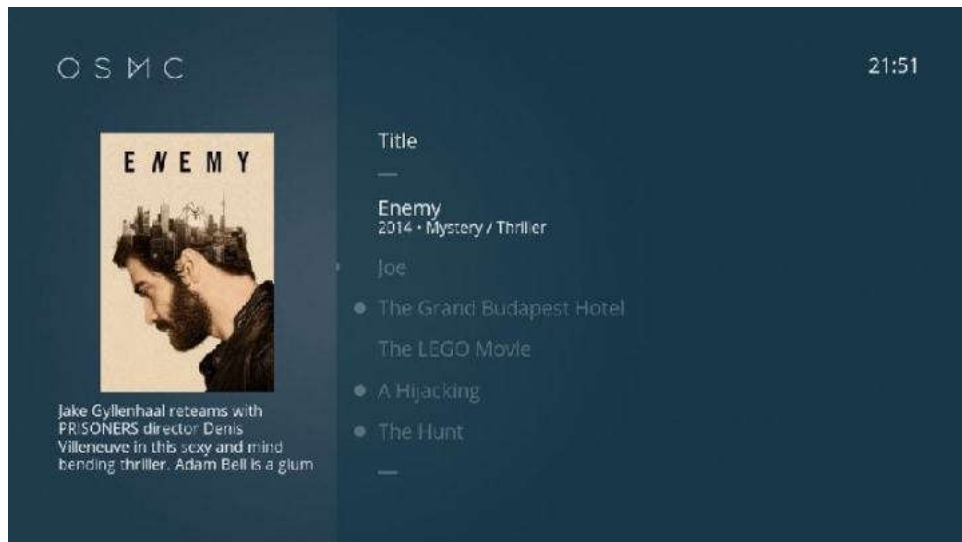 OSMC
21:51
ENEMY
Jake Gyllenhaal reteams with
PRISONERS director Denis
Villeneuve in this sexy and mind
bending thriller. Adam Bell is a glum
Title
Enemy
2014 • Mystery / Thriller
Joe
The Grand Budapest Hotel
The LEGO Movie
A Hijacking
The Hunt